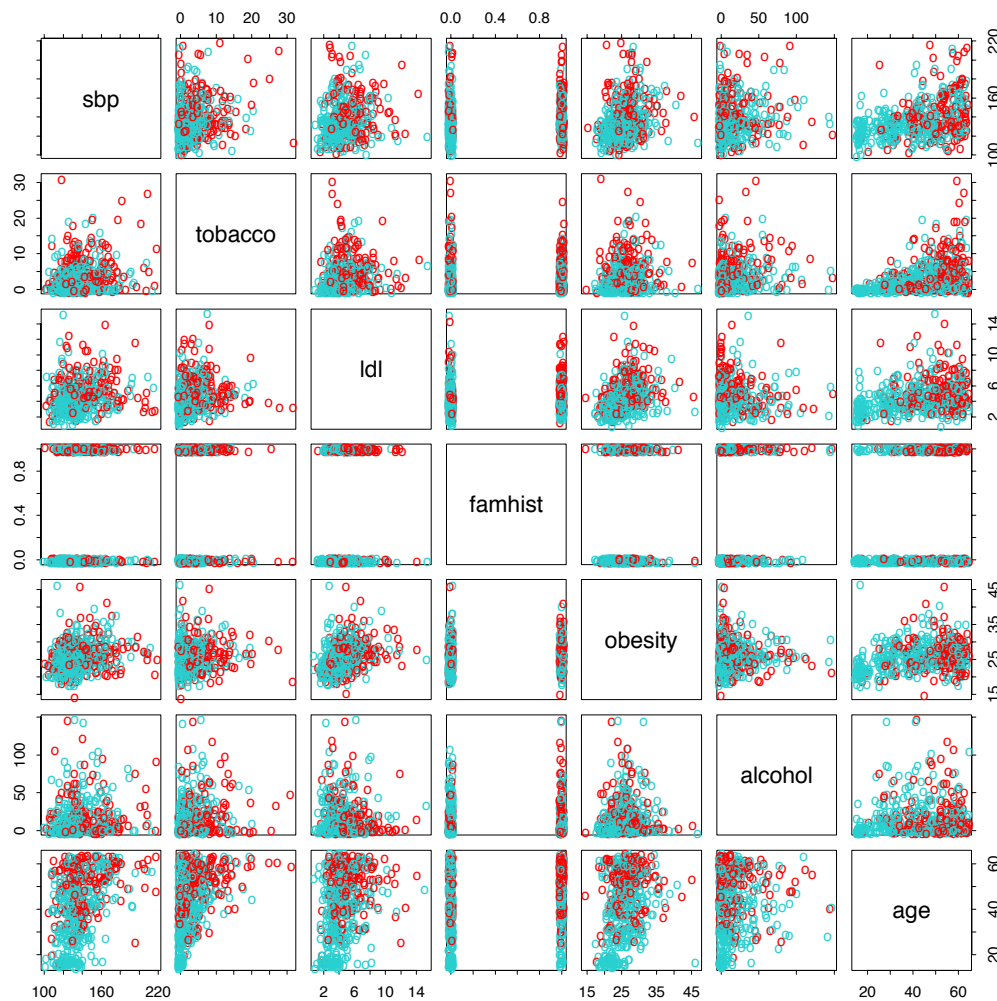 0 10 20 30 0.0 0.4 0.8 0 50 100
sbp 100 160 220
0 10 20 30 tobacco
ldl 2 6 10 14
0.0 0.4 0.8 famhist
obesity 15 25 35 45
0 50 100 alcohol
age 20 40 60
100 160 220 2 6 10 14 15 25 35 45 20 40 60